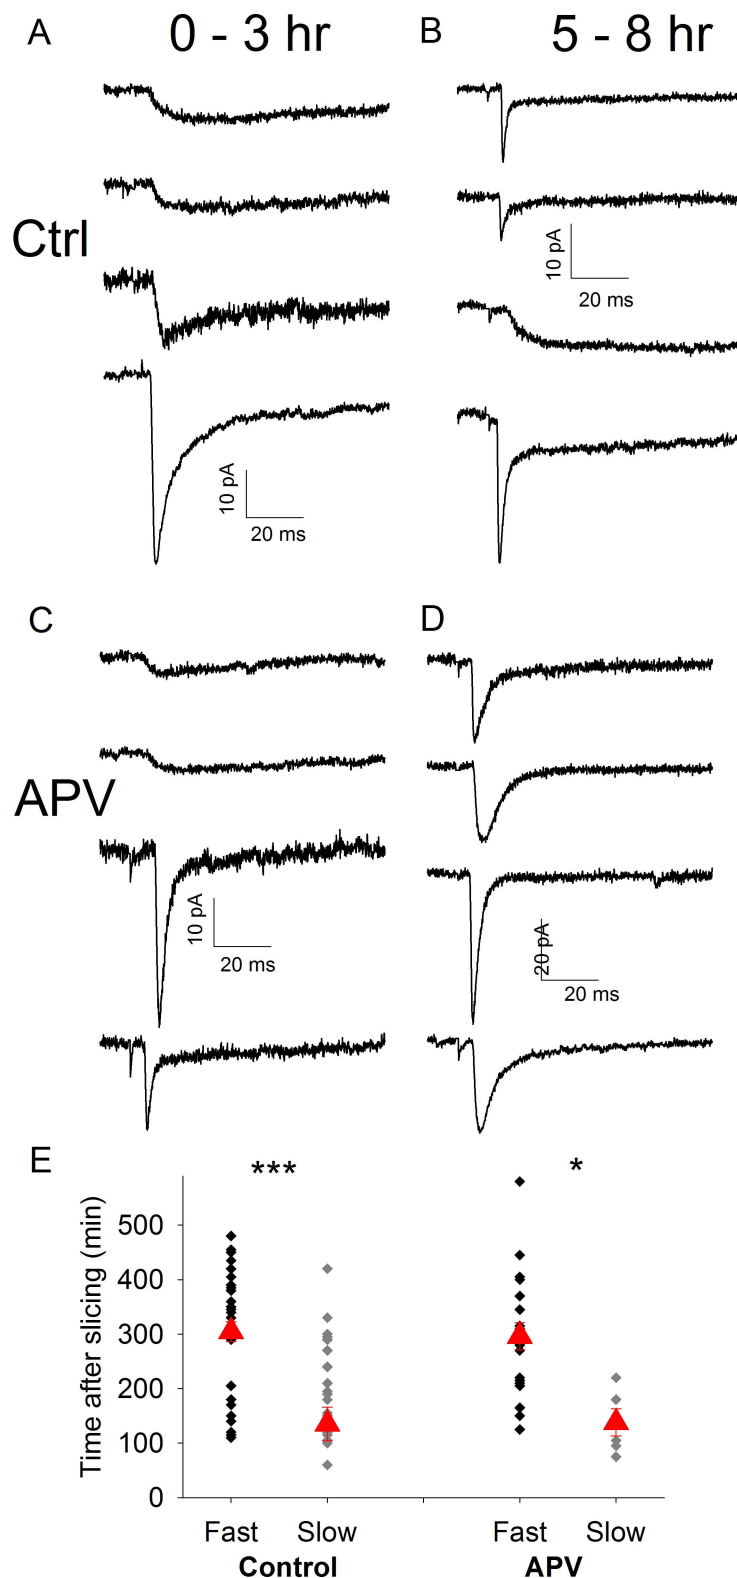 A
0 - 3 hr
B
5 - 8 hr
Ctrl
10 pA
20 ms
10 pA
20 ms
C
D
APV
10 pA
20 ms
20 pA
20 ms
E
***
*
Time after slicing (min)
500
400
300
200
100
0
Fast
Slow
Fast
Slow
Control
APV